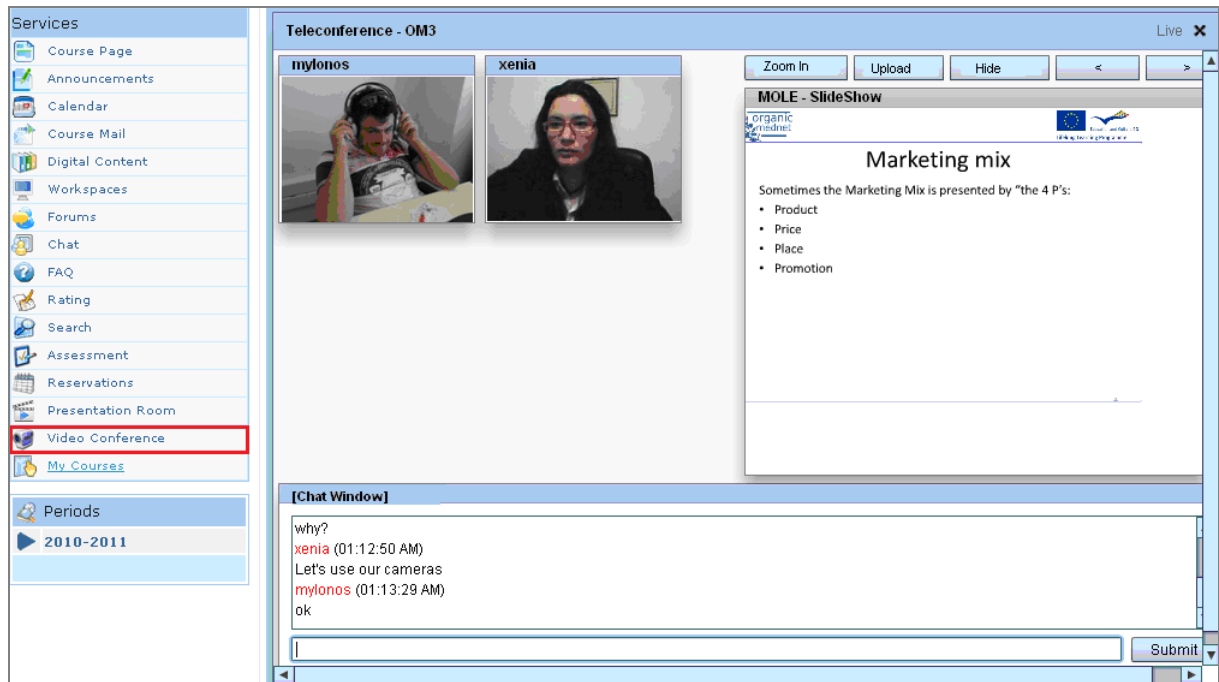 Services
Course Page
Announcements
Calendar
Course Mail
Digital Content
Workspaces
Forums
Chat
FAQ
Rating
Search
Assessment
Reservations
Presentation Room
Video Conference
My Courses
Periods
2010-2011
Teleconference - OM3
Live X
mylonos
xenia
Zoom In
Upload
Hide
<
>
MOLE - SlideShow
organic
mednet
Marketing mix
Sometimes the Marketing Mix is presented by "the 4 P's:
• Product
• Price
• Place
• Promotion
[Chat Window]
why?
xenia (01:12:50 AM)
Let's use our cameras
mylonos (01:13:29 AM)
ok
Submit